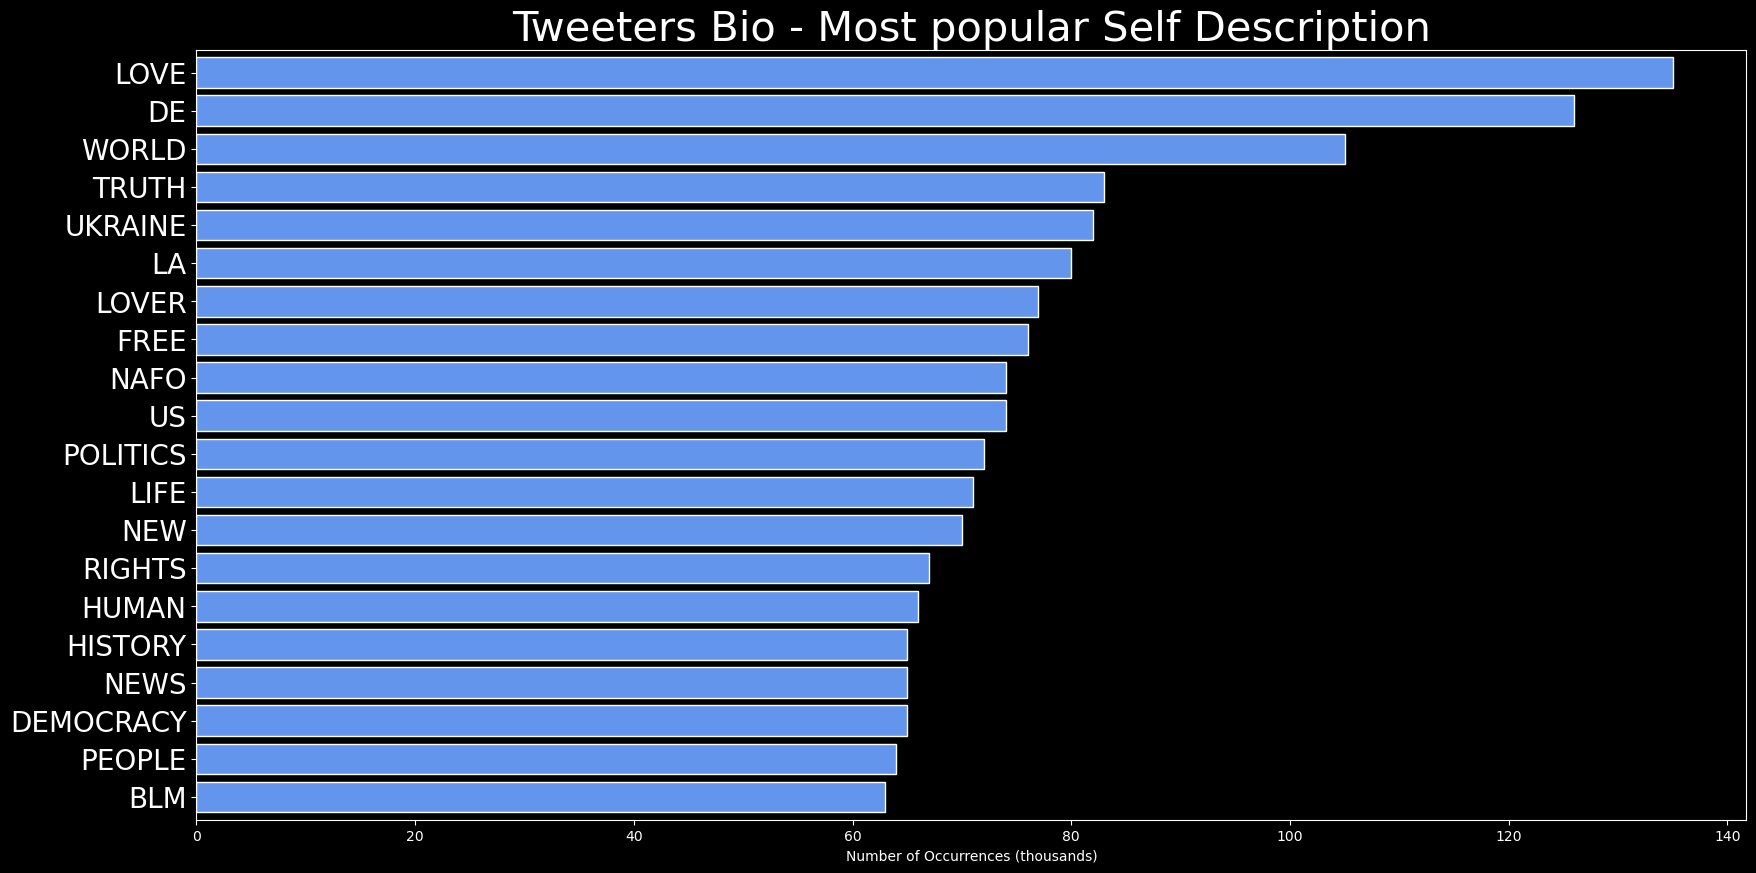 Tweeters Bio - Most popular Self Description
LOVE
DE
WORLD
TRUTH
UKRAINE
LA
LOVER
FREE
NAFO
US
POLITICS
LIFE
NEW
RIGHTS
HUMAN
HISTORY
NEWS
DEMOCRACY
PEOPLE
BLM
0 20 40 60 80 100 120 140
Number of Occurrences (thousands)